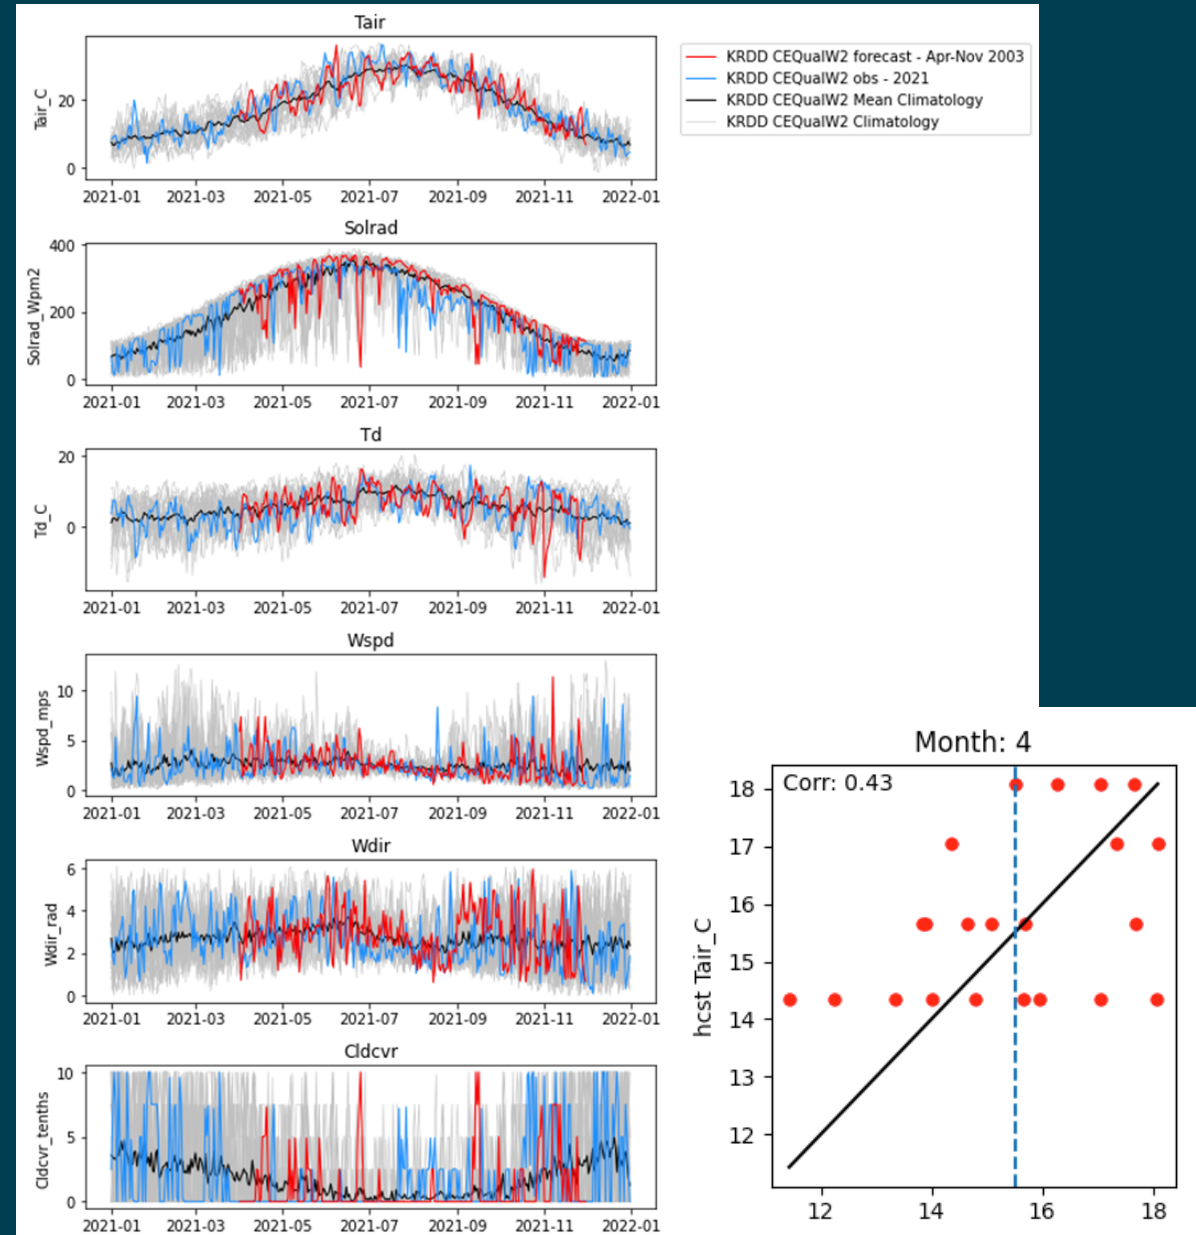 Tair
Tair_C
20
0
2021-01 2021-03 2021-05 2021-07 2021-09 2021-11 2022-01
KRDD CEQualW2 forecast - Apr-Nov 2003
KRDD CEQualW2 obs - 2021
KRDD CEQualW2 Mean Climatology
KRDD CEQualW2 Climatology
Solrad
Solrad_Wpm2
400
200
0
2021-01 2021-03 2021-05 2021-07 2021-09 2021-11 2022-01
Td
Td_C
20
0
2021-01 2021-03 2021-05 2021-07 2021-09 2021-11 2022-01
Wspd
Wspd_mps
10
5
0
2021-01 2021-03 2021-05 2021-07 2021-09 2021-11 2022-01
Wdir
Wdir_rad
6
4
2
0
2021-01 2021-03 2021-05 2021-07 2021-09 2021-11 2022-01
Cldcvr
Cldcvr_tenths
10
5
0
2021-01 2021-03 2021-05 2021-07 2021-09 2021-11 2022-01
Month: 4
Corr: 0.43
hcst Tair_C
18
17
16
15
14
13
12
12 14 16 18